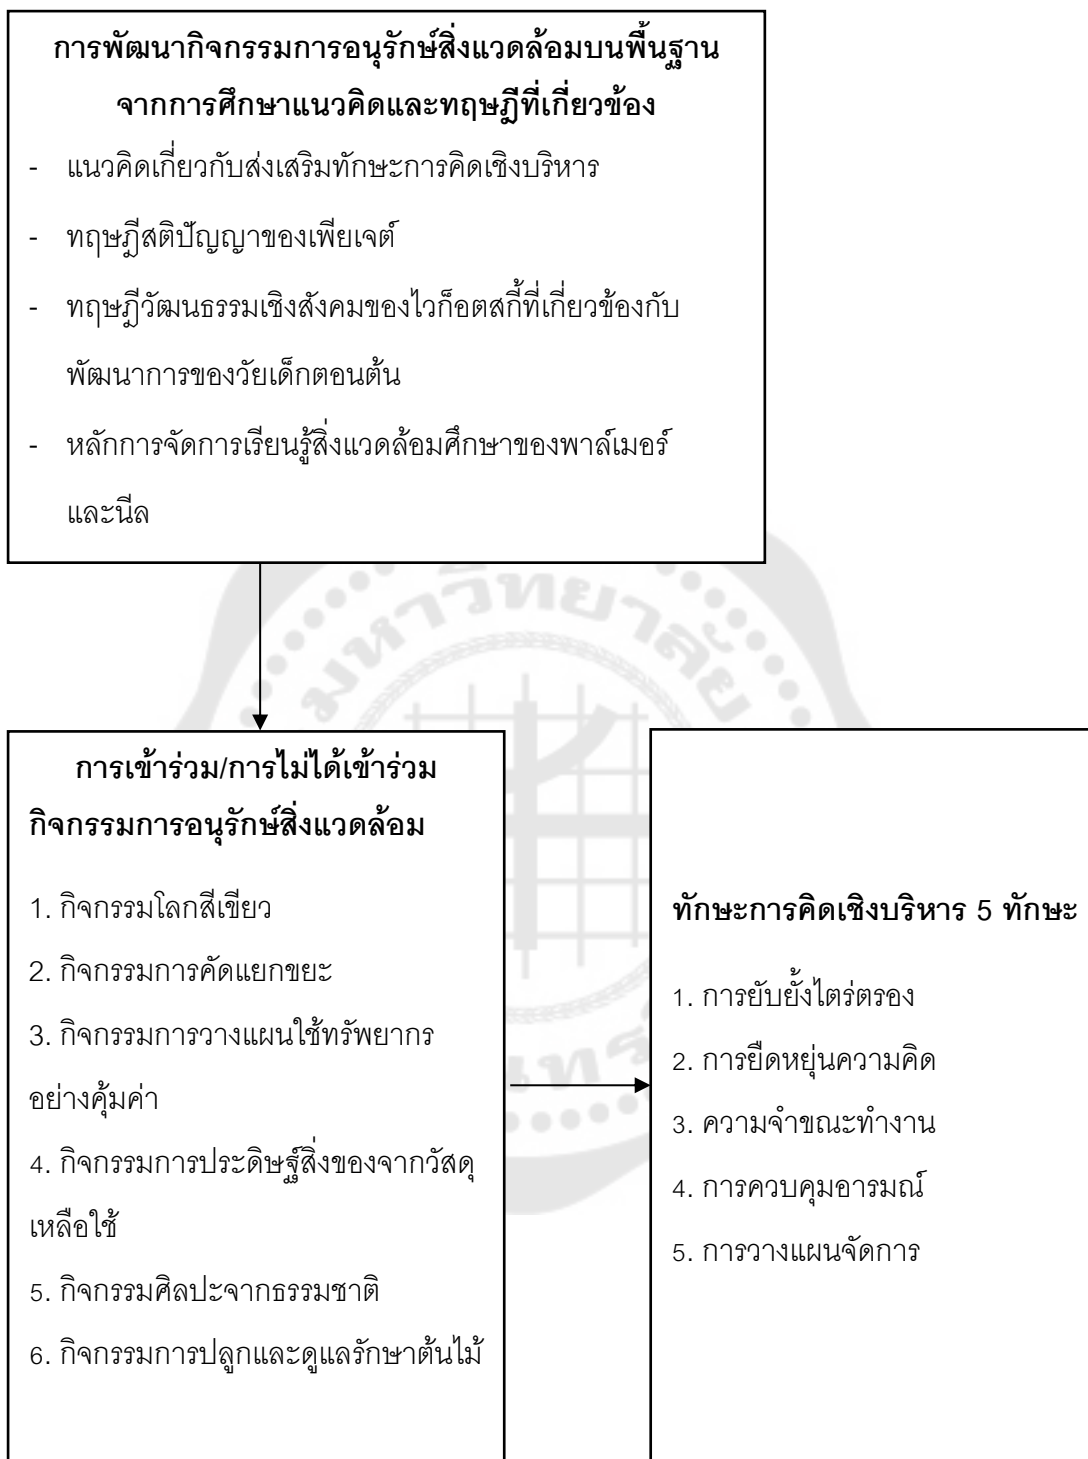 การพัฒนากิจกรรมการอนุรักษ์สิ่งแวดล้อมบนพื้นฐาน
จากการศึกษาแนวคิดและทฤษฎีที่เกี่ยวข้อง
- แนวคิดเกี่ยวกับส่งเสริมทักษะการคิดเชิงบริหาร
- ทฤษฎีสติปัญญาของเพียเจต์
- ทฤษฎีวัฒนธรรมเชิงสังคมของไวก็อตสกี้ที่เกี่ยวข้องกับ
พัฒนาการของวัยเด็กตอนต้น
- หลักการจัดการเรียนรู้สิ่งแวดล้อมศึกษาของพาล์เมอร์
และนีล
มหาวิทยาลัย
การเข้าร่วม/การไม่ได้เข้าร่วม
กิจกรรมการอนุรักษ์สิ่งแวดล้อม
1. กิจกรรมโลกสีเขียว
2. กิจกรรมการคัดแยกขยะ
3. กิจกรรมการวางแผนใช้ทรัพยากร
อย่างคุ้มค่า
4. กิจกรรมการประดิษฐ์สิ่งของจากวัสดุ
เหลือใช้
5. กิจกรรมศิลปะจากธรรมชาติ
6. กิจกรรมการปลูกและดูแลรักษาต้นไม้
ทักษะการคิดเชิงบริหาร 5 ทักษะ
1. การยับยั้งไตร่ตรอง
2. การยืดหยุ่นความคิด
3. ความจำขณะทำงาน
4. การควบคุมอารมณ์
5. การวางแผนจัดการ